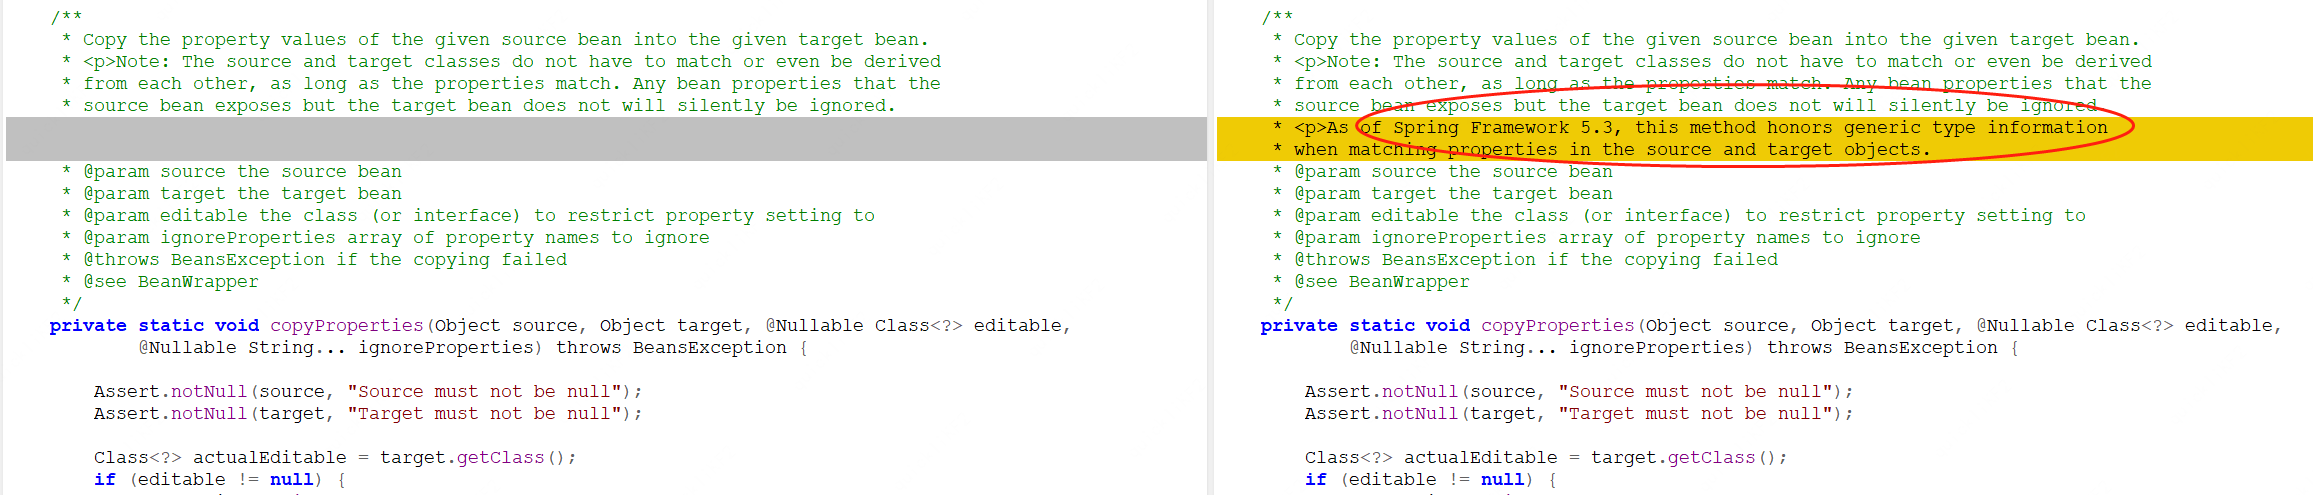 /**
* Copy the property values of the given source bean into the given target bean.
* <p>Note: The source and target classes do not have to match or even be derived
* from each other, as long as the properties match. Any bean properties that the
* source bean exposes but the target bean does not will silently be ignored.
* @param source the source bean
* @param target the target bean
* @param editable the class (or interface) to restrict property setting to
* @param ignoreProperties array of property names to ignore
* @throws BeansException if the copying failed
* @see BeanWrapper
*/
private static void copyProperties(Object source, Object target, @Nullable Class<?> editable,
@Nullable String... ignoreProperties) throws BeansException {
Assert.notNull(source, "Source must not be null");
Assert.notNull(target, "Target must not be null");
Class<?> actualEditable = target.getClass();
if (editable != null) {
/**
* Copy the property values of the given source bean into the given target bean.
* <p>Note: The source and target classes do not have to match or even be derived
* from each other, as long as the properties match. Any bean properties that the
* source bean exposes but the target bean does not will silently be ignored.
* <p>As of Spring Framework 5.3, this method honors generic type information
* when matching properties in the source and target objects.
* @param source the source bean
* @param target the target bean
* @param editable the class (or interface) to restrict property setting to
* @param ignoreProperties array of property names to ignore
* @throws BeansException if the copying failed
* @see BeanWrapper
*/
private static void copyProperties(Object source, Object target, @Nullable Class<?> editable,
@Nullable String... ignoreProperties) throws BeansException {
Assert.notNull(source, "Source must not be null");
Assert.notNull(target, "Target must not be null");
Class<?> actualEditable = target.getClass();
if (editable != null) {